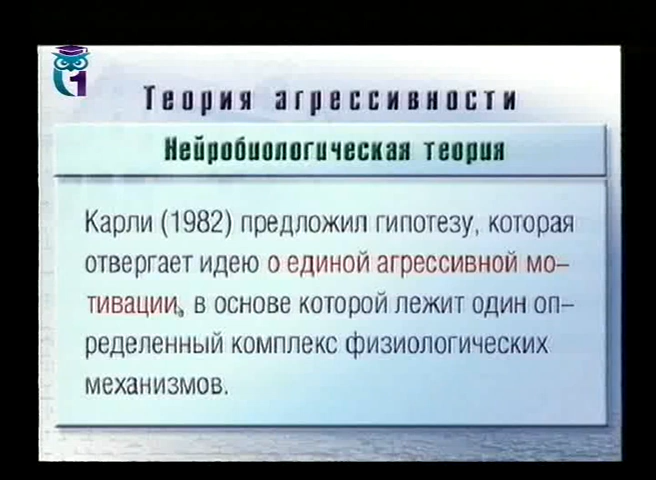 1
Теория агрессивности
Нейробиологическая теория
Карли (1982) предложил гипотезу, которая
отвергает идею о единой агрессивной мо–
тивации, в основе которой лежит один оп–
ределенный комплекс физиологических
механизмов.